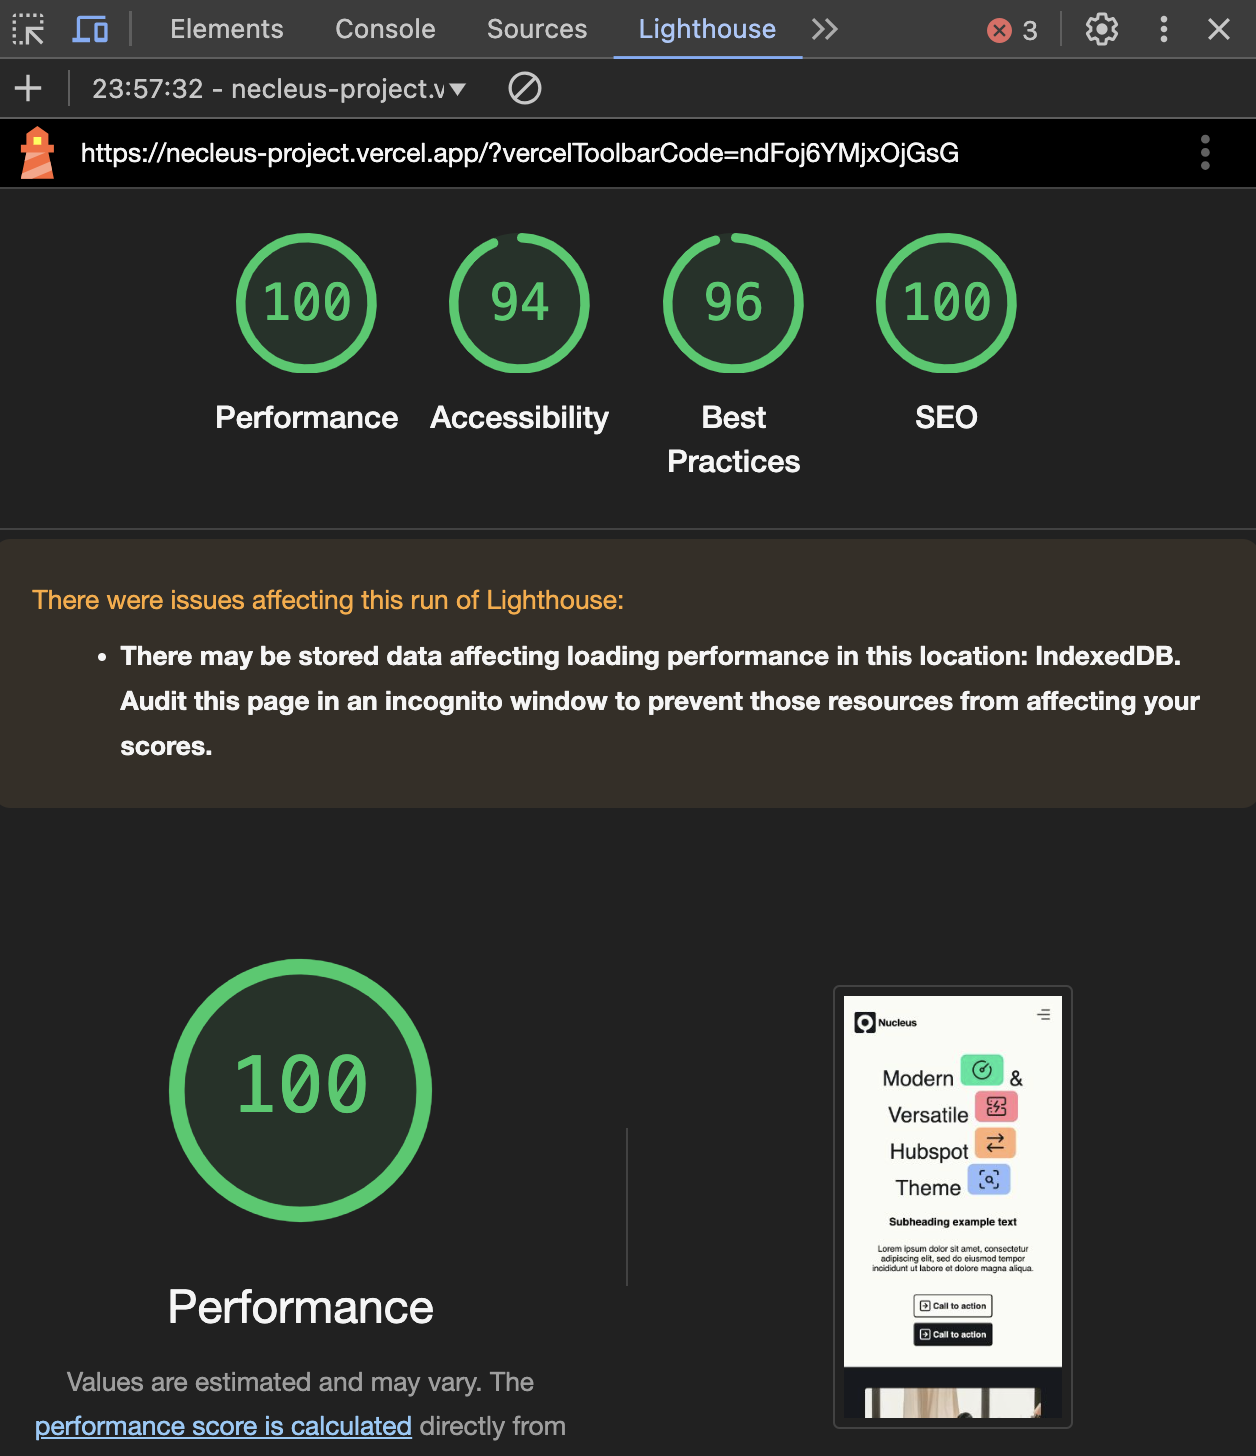 Elements Console Sources Lighthouse 3
23:57:32 - necleus-project.v
https://necleus-project.vercel.app/?vercelToolbarCode=ndFoj6YMjxOjGsG
100 94 96 100
Performance Accessibility Best Practices SEO
There were issues affecting this run of Lighthouse:
• There may be stored data affecting loading performance in this location: IndexedDB.
Audit this page in an incognito window to prevent those resources from affecting your
scores.
100
Performance
Values are estimated and may vary. The
performance score is calculated directly from
Nucleus
Modern &
Versatile
Hubspot
Theme
Subheading example text
Lorem ipsum dolor sit amet, consectetur
adipiscing elit, sed do eiusmod tempor
incididunt ut labore et dolore magna aliqua.
Call to action
Call to action